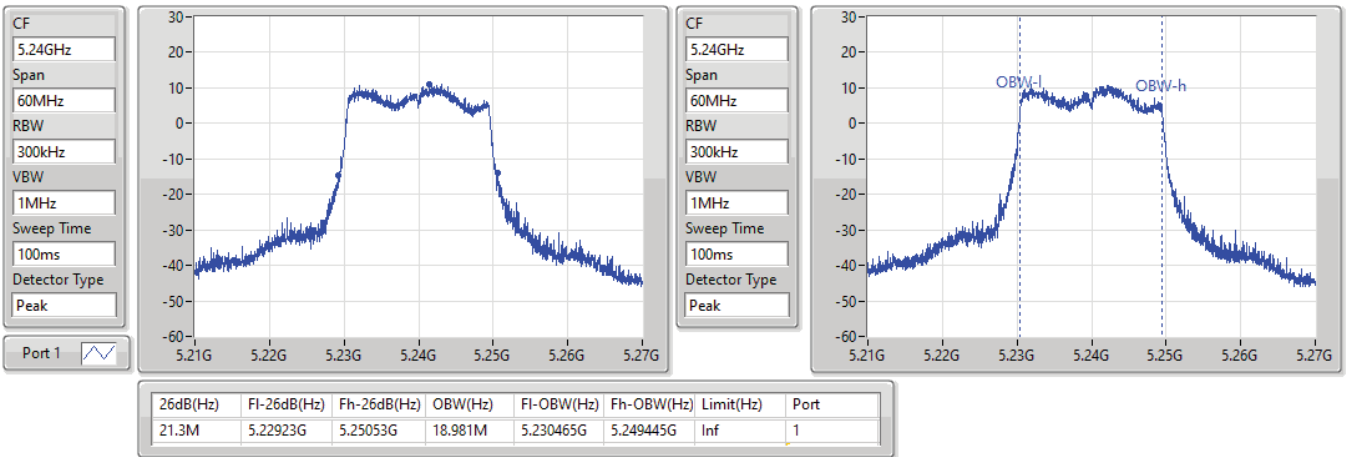 CF
5.24GHz
Span
60MHz
RBW
300kHz
VBW
1MHz
Sweep Time
100ms
Detector Type
Peak
Port 1
30
20
10
0
-10
-20
-30
-40
-50
-60
5.21G 5.22G 5.23G 5.24G 5.25G 5.26G 5.27G
CF
5.24GHz
Span
60MHz
RBW
300kHz
VBW
1MHz
Sweep Time
100ms
Detector Type
Peak
30
20
10
0
-10
-20
-30
-40
-50
-60
OBW-l
OBW-h
5.21G 5.22G 5.23G 5.24G 5.25G 5.26G 5.27G
26dB(Hz) Fl-26dB(Hz) Fh-26dB(Hz) OBW(Hz) Fl-OBW(Hz) Fh-OBW(Hz) Limit(Hz) Port
21.3M 5.22923G 5.25053G 18.981M 5.230465G 5.249445G Inf 1